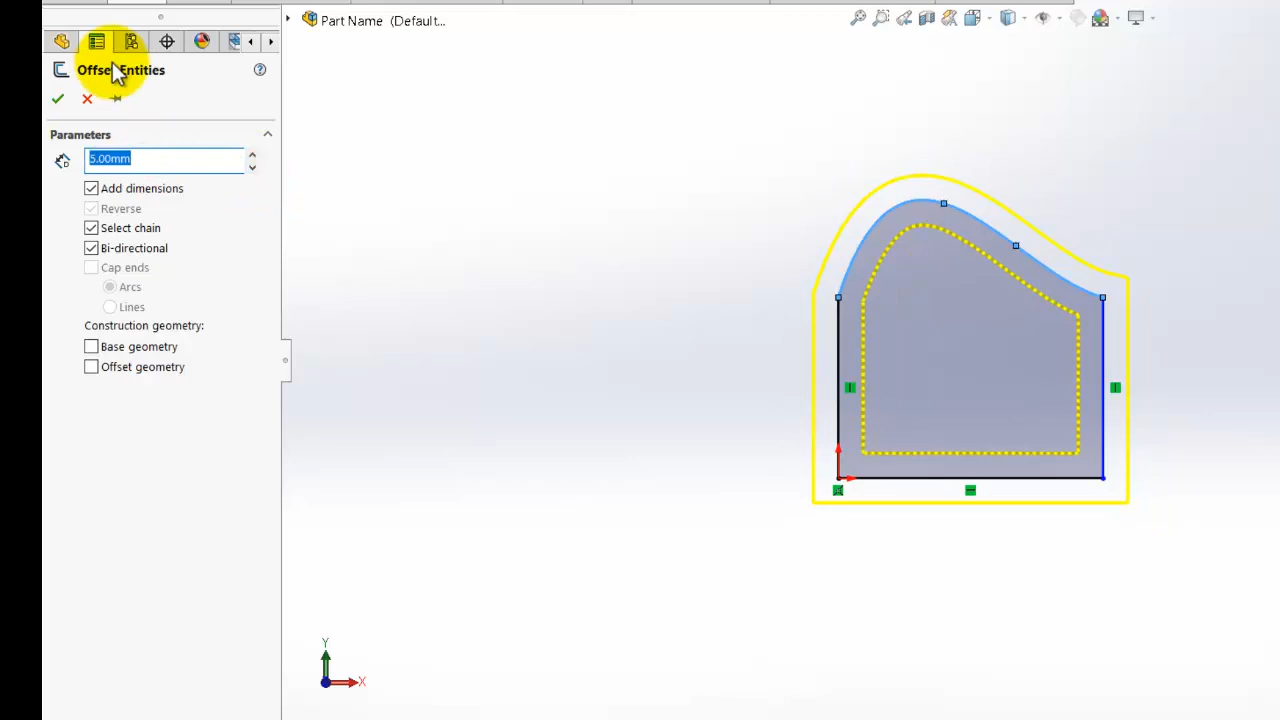 Part Name (Default...
Offset Entities
Parameters
5.00mm
Add dimensions
Reverse
Select chain
Bi-directional
Cap ends
Arcs
Lines
Construction geometry:
Base geometry
Offset geometry
Y
X